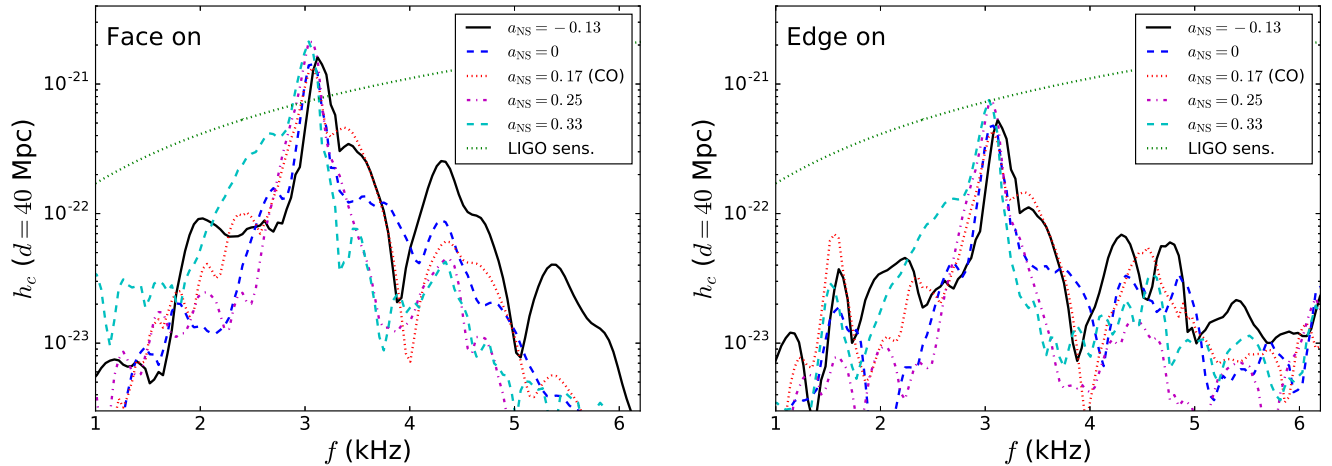 Face on
a_NS = −0.13
a_NS = 0
a_NS = 0.17 (CO)
a_NS = 0.25
a_NS = 0.33
LIGO sens.
h_c (d = 40 Mpc)
10^-21
10^-22
10^-23
1 2 3 4 5 6
f (kHz)
Edge on
a_NS = −0.13
a_NS = 0
a_NS = 0.17 (CO)
a_NS = 0.25
a_NS = 0.33
LIGO sens.
h_c (d = 40 Mpc)
10^-21
10^-22
10^-23
1 2 3 4 5 6
f (kHz)